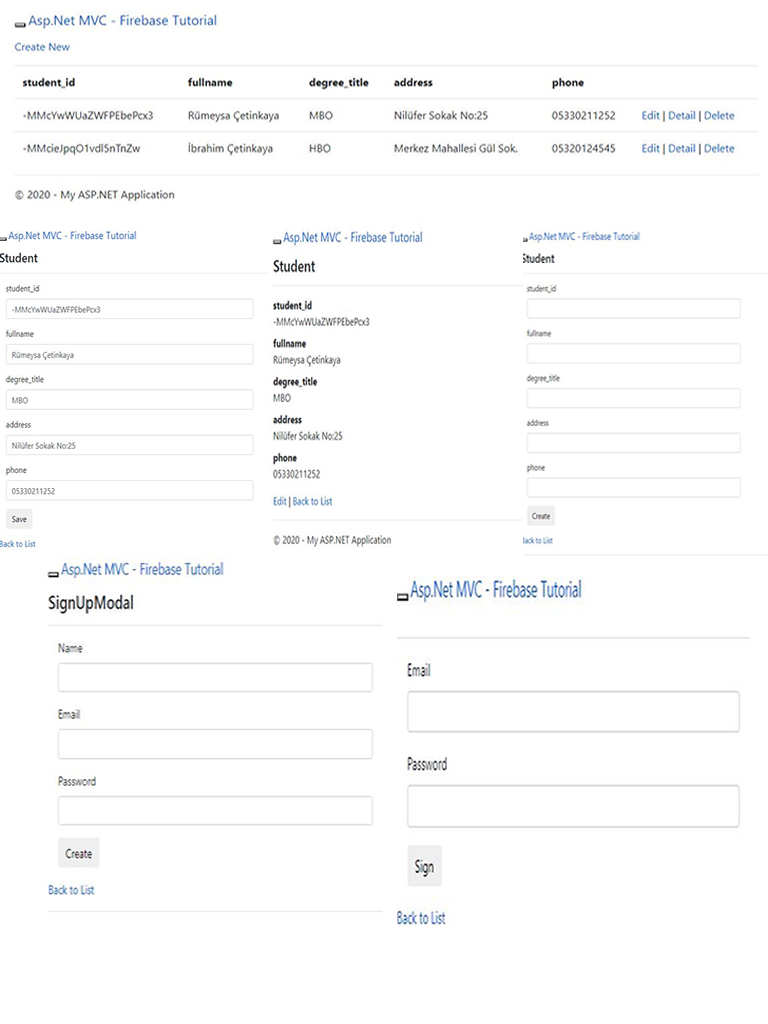 Asp.Net MVC - Firebase Tutorial
Create New
student_id fullname degree_title address phone
-MMcYwWUaZWFPEbePcx3 Rümeysa Çetinkaya MBO Nilüfer Sokak No:25 05330211252 Edit | Detail | Delete
-MMcieJpqO1vdI5nTnZw İbrahim Çetinkaya HBO Merkez Mahallesi Gül Sok. 05320124545 Edit | Detail | Delete
© 2020 - My ASP.NET Application
Asp.Net MVC - Firebase Tutorial
Student
student_id
-MMcYwWUaZWFPEbePcx3
fullname
Rümeysa Çetinkaya
degree_title
MBO
address
Nilüfer Sokak No:25
phone
05330211252
Save
Back to List
Asp.Net MVC - Firebase Tutorial
Student
student_id
-MMcYwWUaZWFPEbePcx3
fullname
Rümeysa Çetinkaya
degree_title
MBO
address
Nilüfer Sokak No:25
phone
05330211252
Edit | Back to List
© 2020 - My ASP.NET Application
Asp.Net MVC - Firebase Tutorial
Student
student_id
fullname
degree_title
address
phone
Create
Back to List
Asp.Net MVC - Firebase Tutorial
SignUpModal
Name
Email
Password
Create
Back to List
Asp.Net MVC - Firebase Tutorial
Email
Password
Sign
Back to List